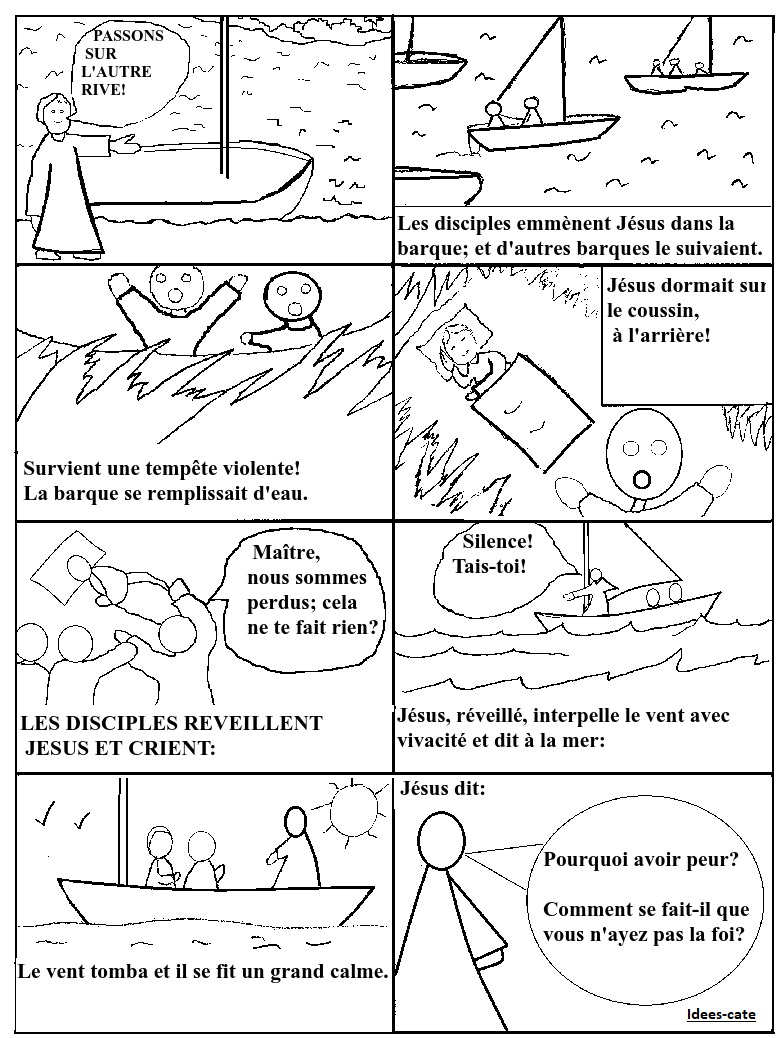 PASSONS
SUR
L'AUTRE
RIVE!
Les disciples emmènent Jésus dans la
barque; et d'autres barques le suivaient.
Survient une tempête violente!
La barque se remplissait d'eau.
Jésus dormait sur
le coussin,
à l'arrière!
Maître,
nous sommes
perdus; cela
ne te fait rien?
LES DISCIPLES REVEILLENT
JESUS ET CRIENT:
Silence!
Tais-toi!
Jésus, réveillé, interpelle le vent avec
vivacité et dit à la mer:
Le vent tomba et il se fit un grand calme.
Jésus dit:
Pourquoi avoir peur?
Comment se fait-il que
vous n'ayez pas la foi?
Idees-cate